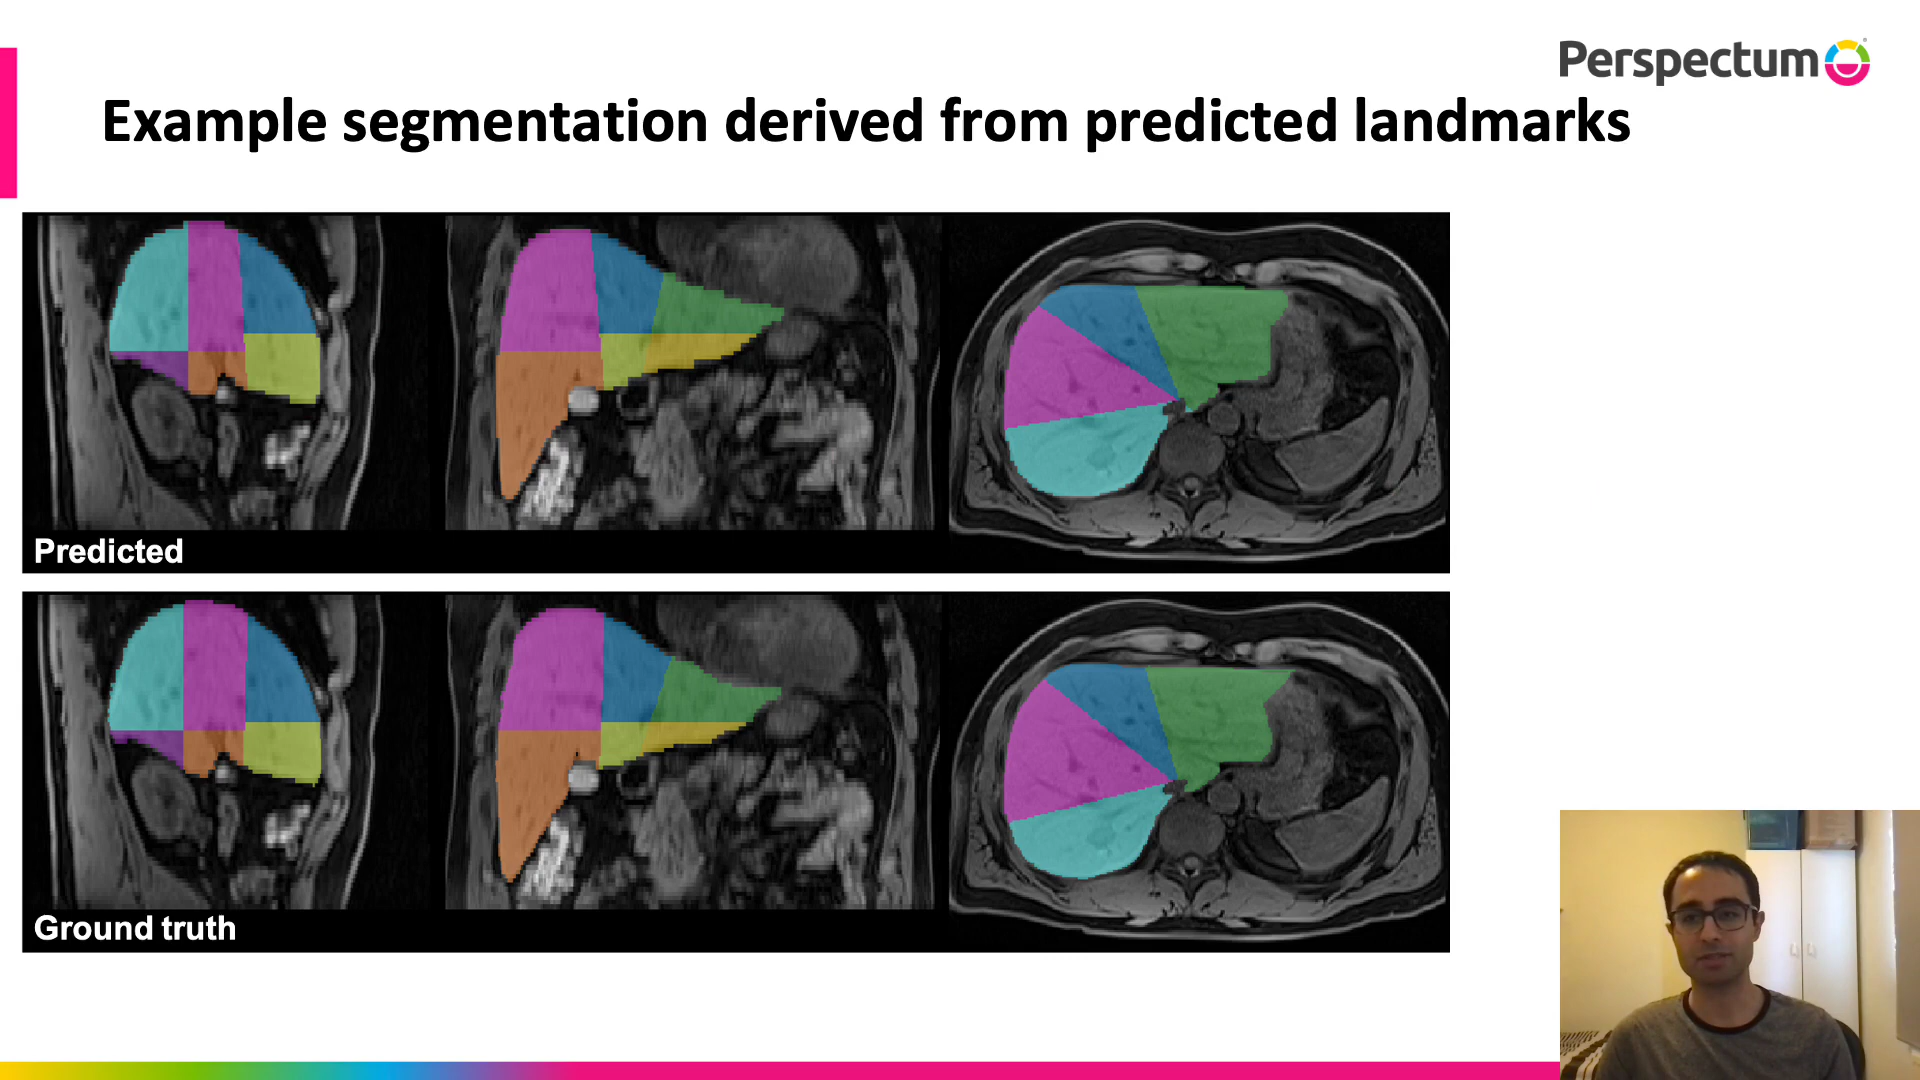 Perspectum
Example segmentation derived from predicted landmarks
Predicted
Ground truth